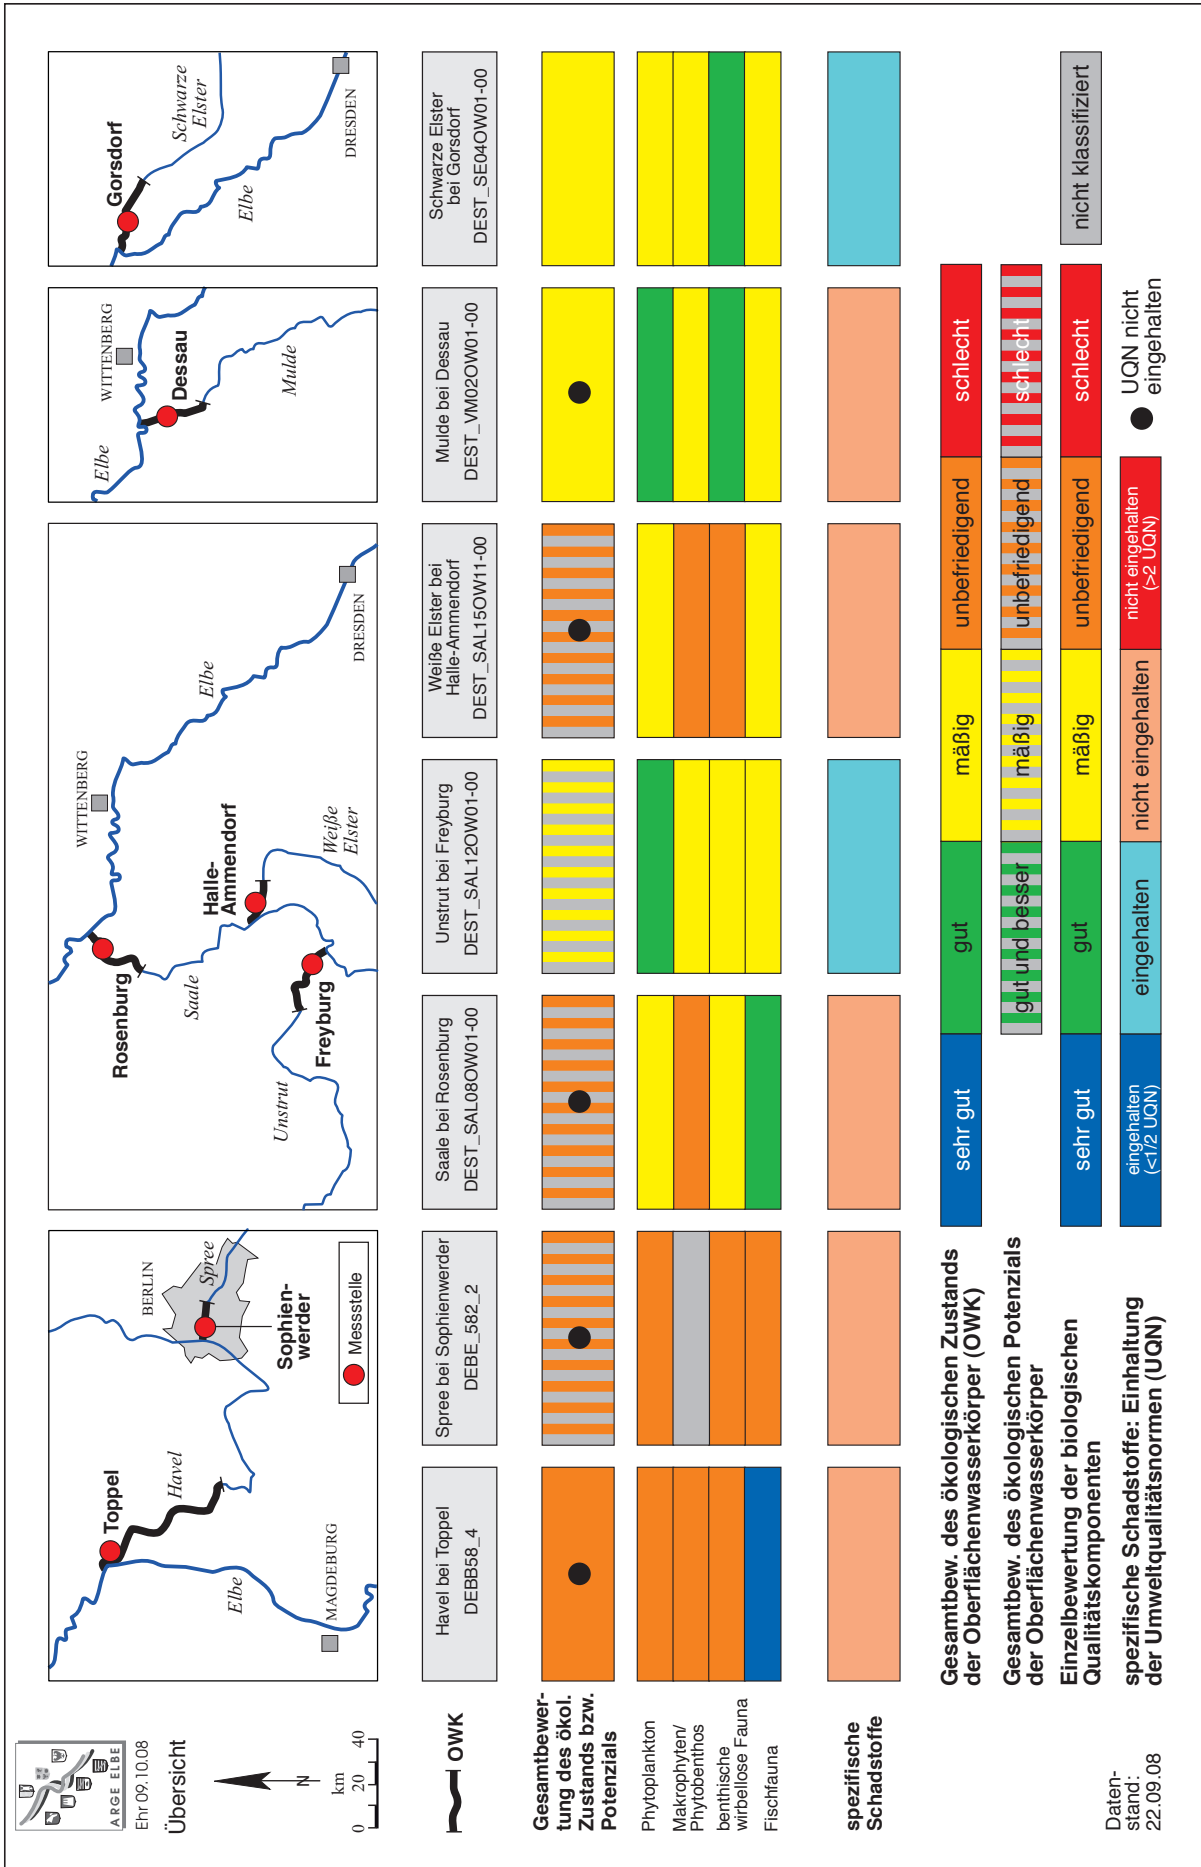 ARGE ELBE
Ehr 09.10.08
Übersicht
N
km
0 20 40
Toppel
Havel
Elbe
MAGDEBURG
BERLIN
Spree
Sophien-
werder
Messstelle
WITTENBERG
Rosenburg
Saale
Halle-
Ammendorf
Weiße
Elster
Freyburg
Unstrut
Elbe
DRESDEN
WITTENBERG
Elbe
Dessau
Mulde
Gorsdorf
Schwarze
Elster
Elbe
DRESDEN
OWK
Havel bei Toppel
DEBB58_4
Spree bei Sophienwerder
DEBE_582_2
Saale bei Rosenburg
DEST_SAL08OW01-00
Unstrut bei Freyburg
DEST_SAL12OW01-00
Weiße Elster bei
Halle-Ammendorf
DEST_SAL15OW11-00
Mulde bei Dessau
DEST_VM02OW01-00
Schwarze Elster
bei Gorsdorf
DEST_SE04OW01-00
Gesamtbewer-
tung des ökol.
Zustands bzw.
Potenzials
Phytoplankton
Makrophyten/
Phytobenthos
benthische
wirbellose Fauna
Fischfauna
spezifische
Schadstoffe
Gesamtbew. des ökologischen Zustands
der Oberflächenwasserkörper (OWK)
sehr gut
gut
mäßig
unbefriedigend
schlecht
Gesamtbew. des ökologischen Potenzials
der Oberflächenwasserkörper
gut und besser
mäßig
unbefriedigend
schlecht
Einzelbewertung der biologischen
Qualitätskomponenten
sehr gut
gut
mäßig
unbefriedigend
schlecht
nicht klassifiziert
spezifische Schadstoffe: Einhaltung
der Umweltqualitätsnormen (UQN)
eingehalten
(<1/2 UQN)
eingehalten
nicht eingehalten
nicht eingehalten
(>2 UQN)
UQN nicht
eingehalten
Daten-
stand:
22.09.08